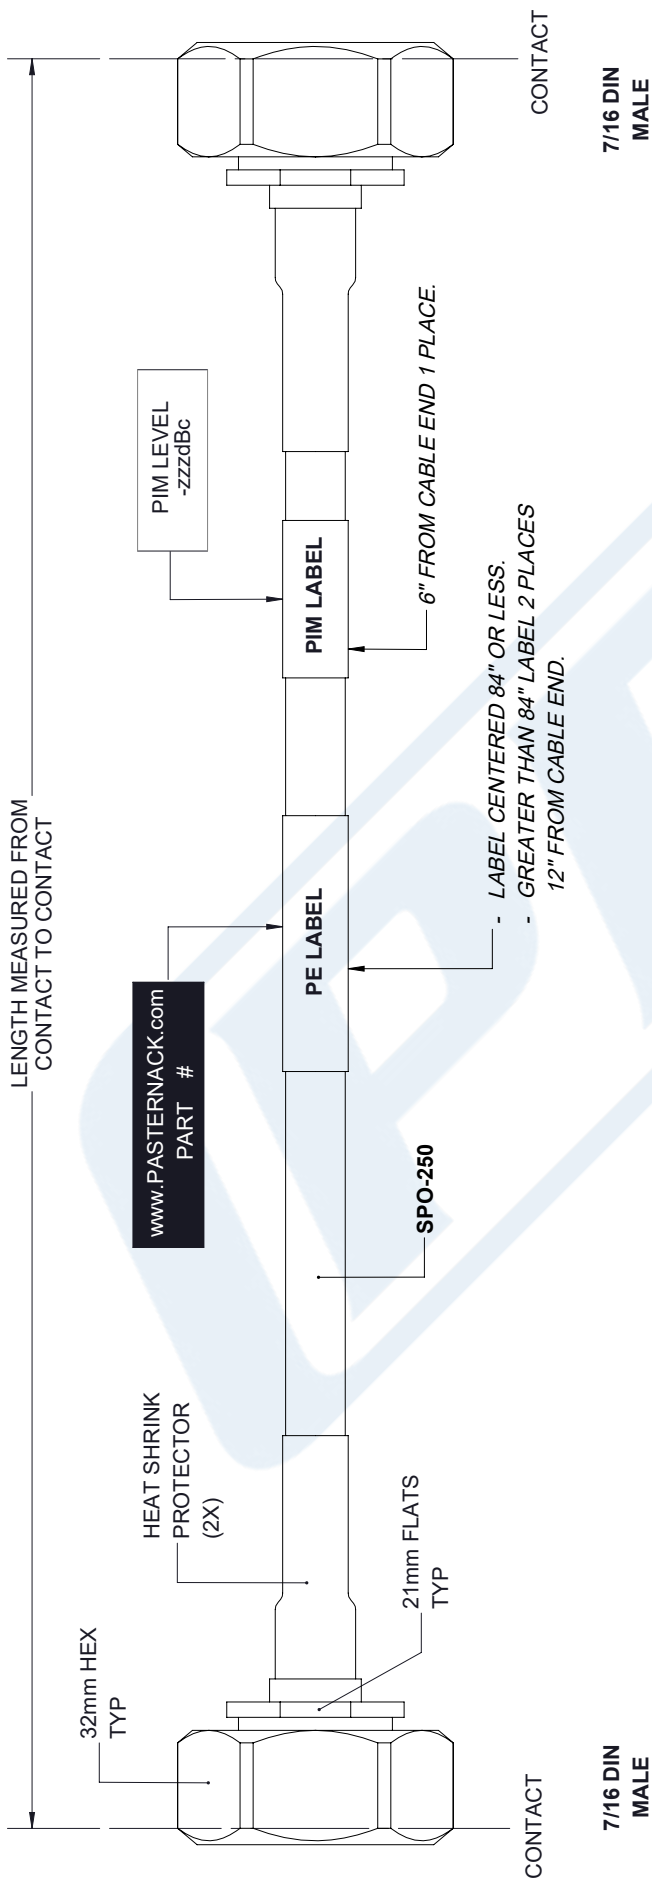 LENGTH MEASURED FROM
CONTACT TO CONTACT
32mm HEX
TYP
HEAT SHRINK
PROTECTOR
(2X)
www.PASTERNACK.com
PART #
PIM LEVEL
-zzzdBc
PE LABEL
PIM LABEL
21mm FLATS
TYP
SPO-250
6" FROM CABLE END 1 PLACE.
- LABEL CENTERED 84" OR LESS.
- GREATER THAN 84" LABEL 2 PLACES
12" FROM CABLE END.
CONTACT
CONTACT
7/16 DIN
MALE
7/16 DIN
MALE